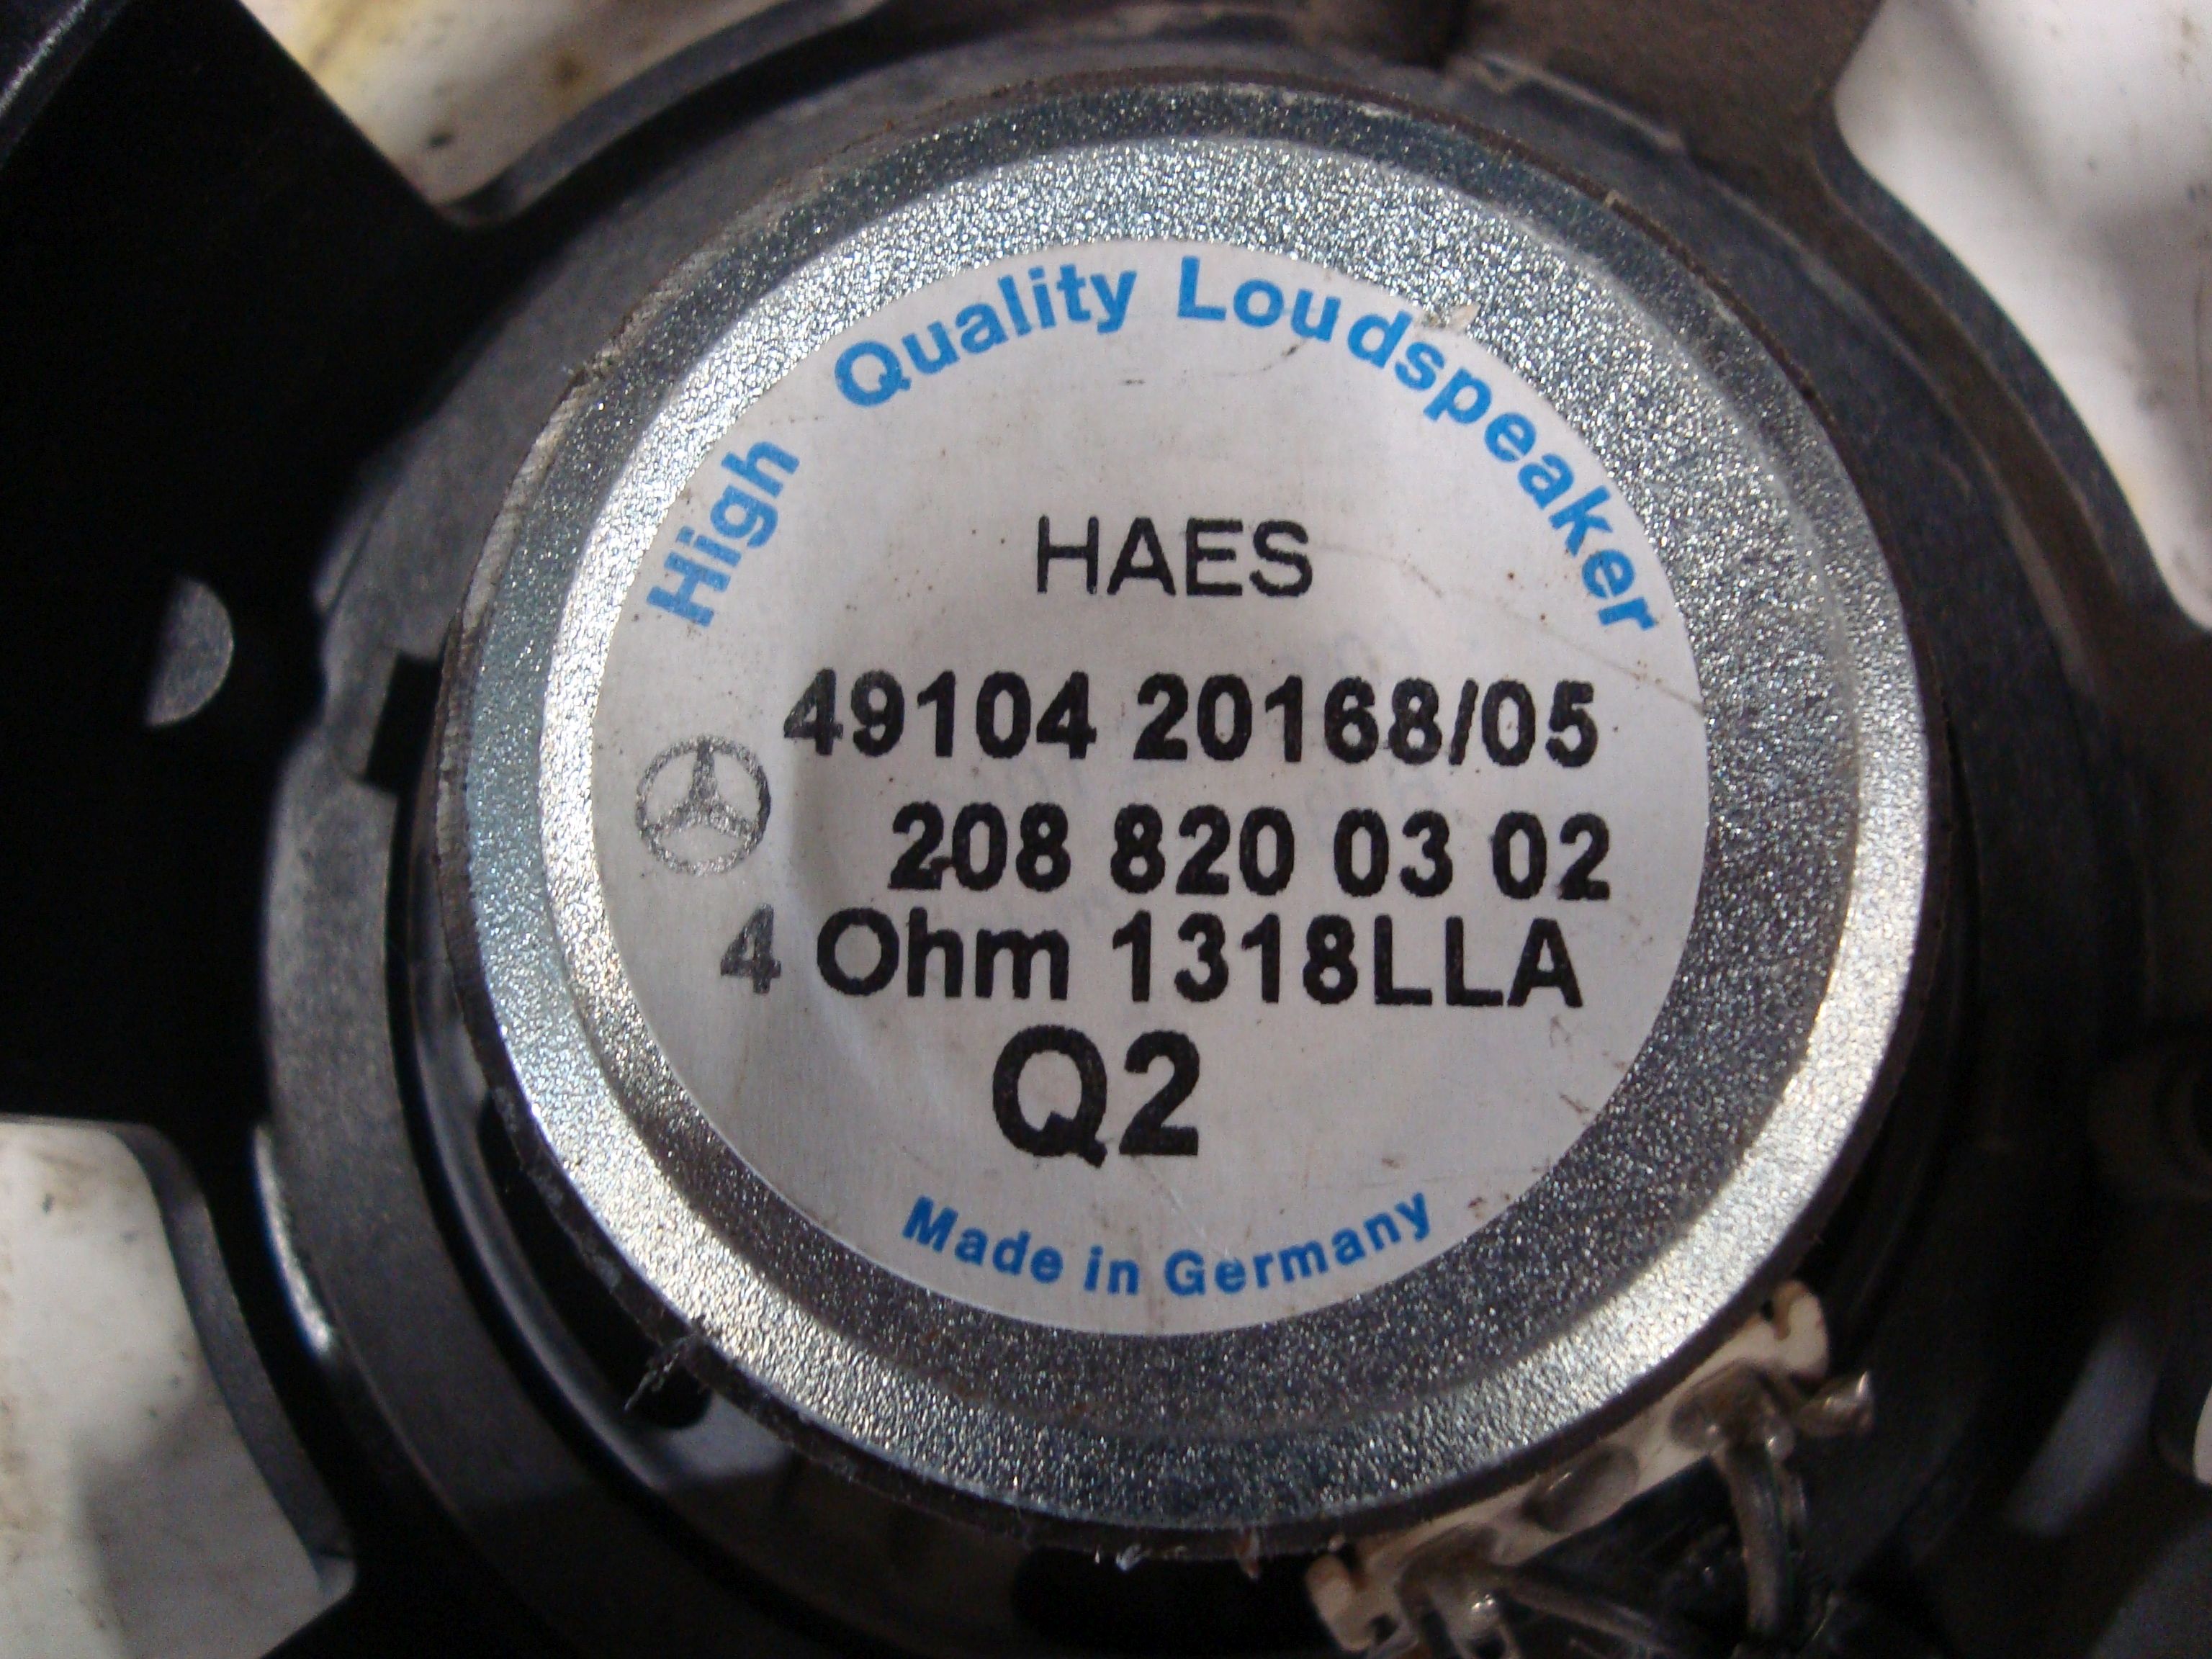 High Quality Loudspeaker
HAES
49104 20168/05
208 820 03 02
4 Ohm 1318LLA
Q2
Made in Germany